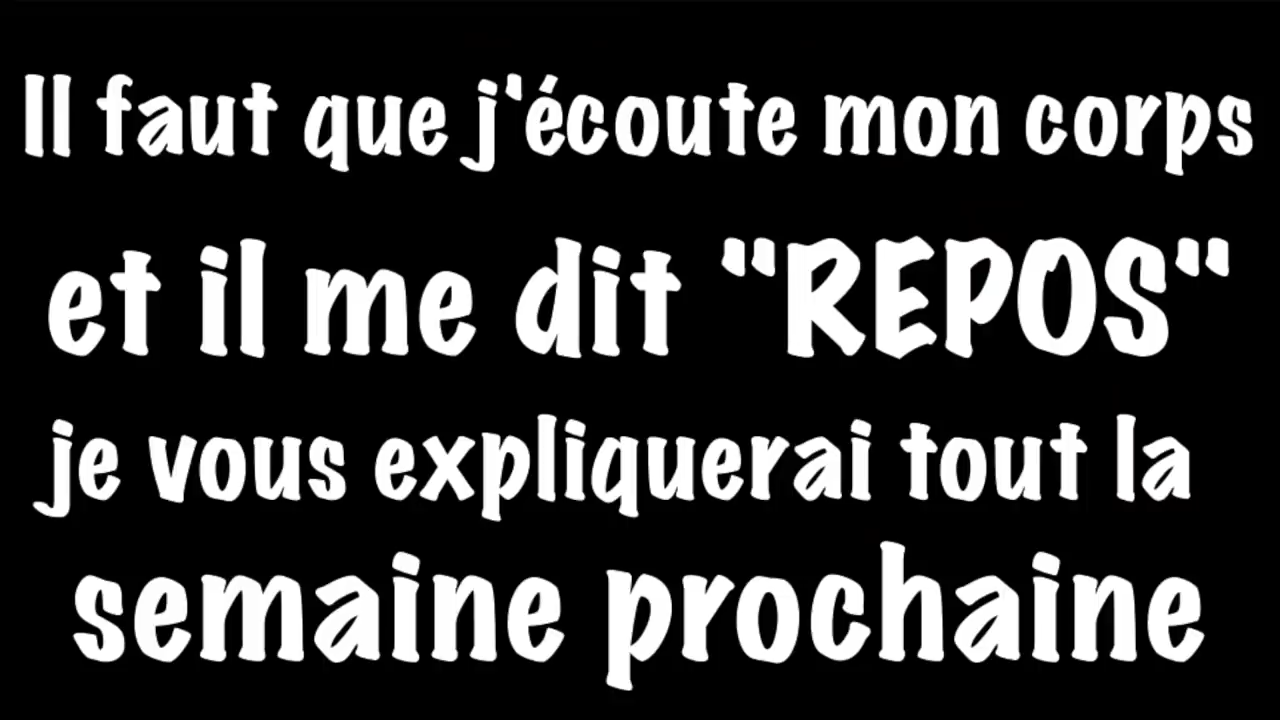 Il faut que j'écoute mon corps
et il me dit "REPOS"
je vous expliquerai tout la
semaine prochaine